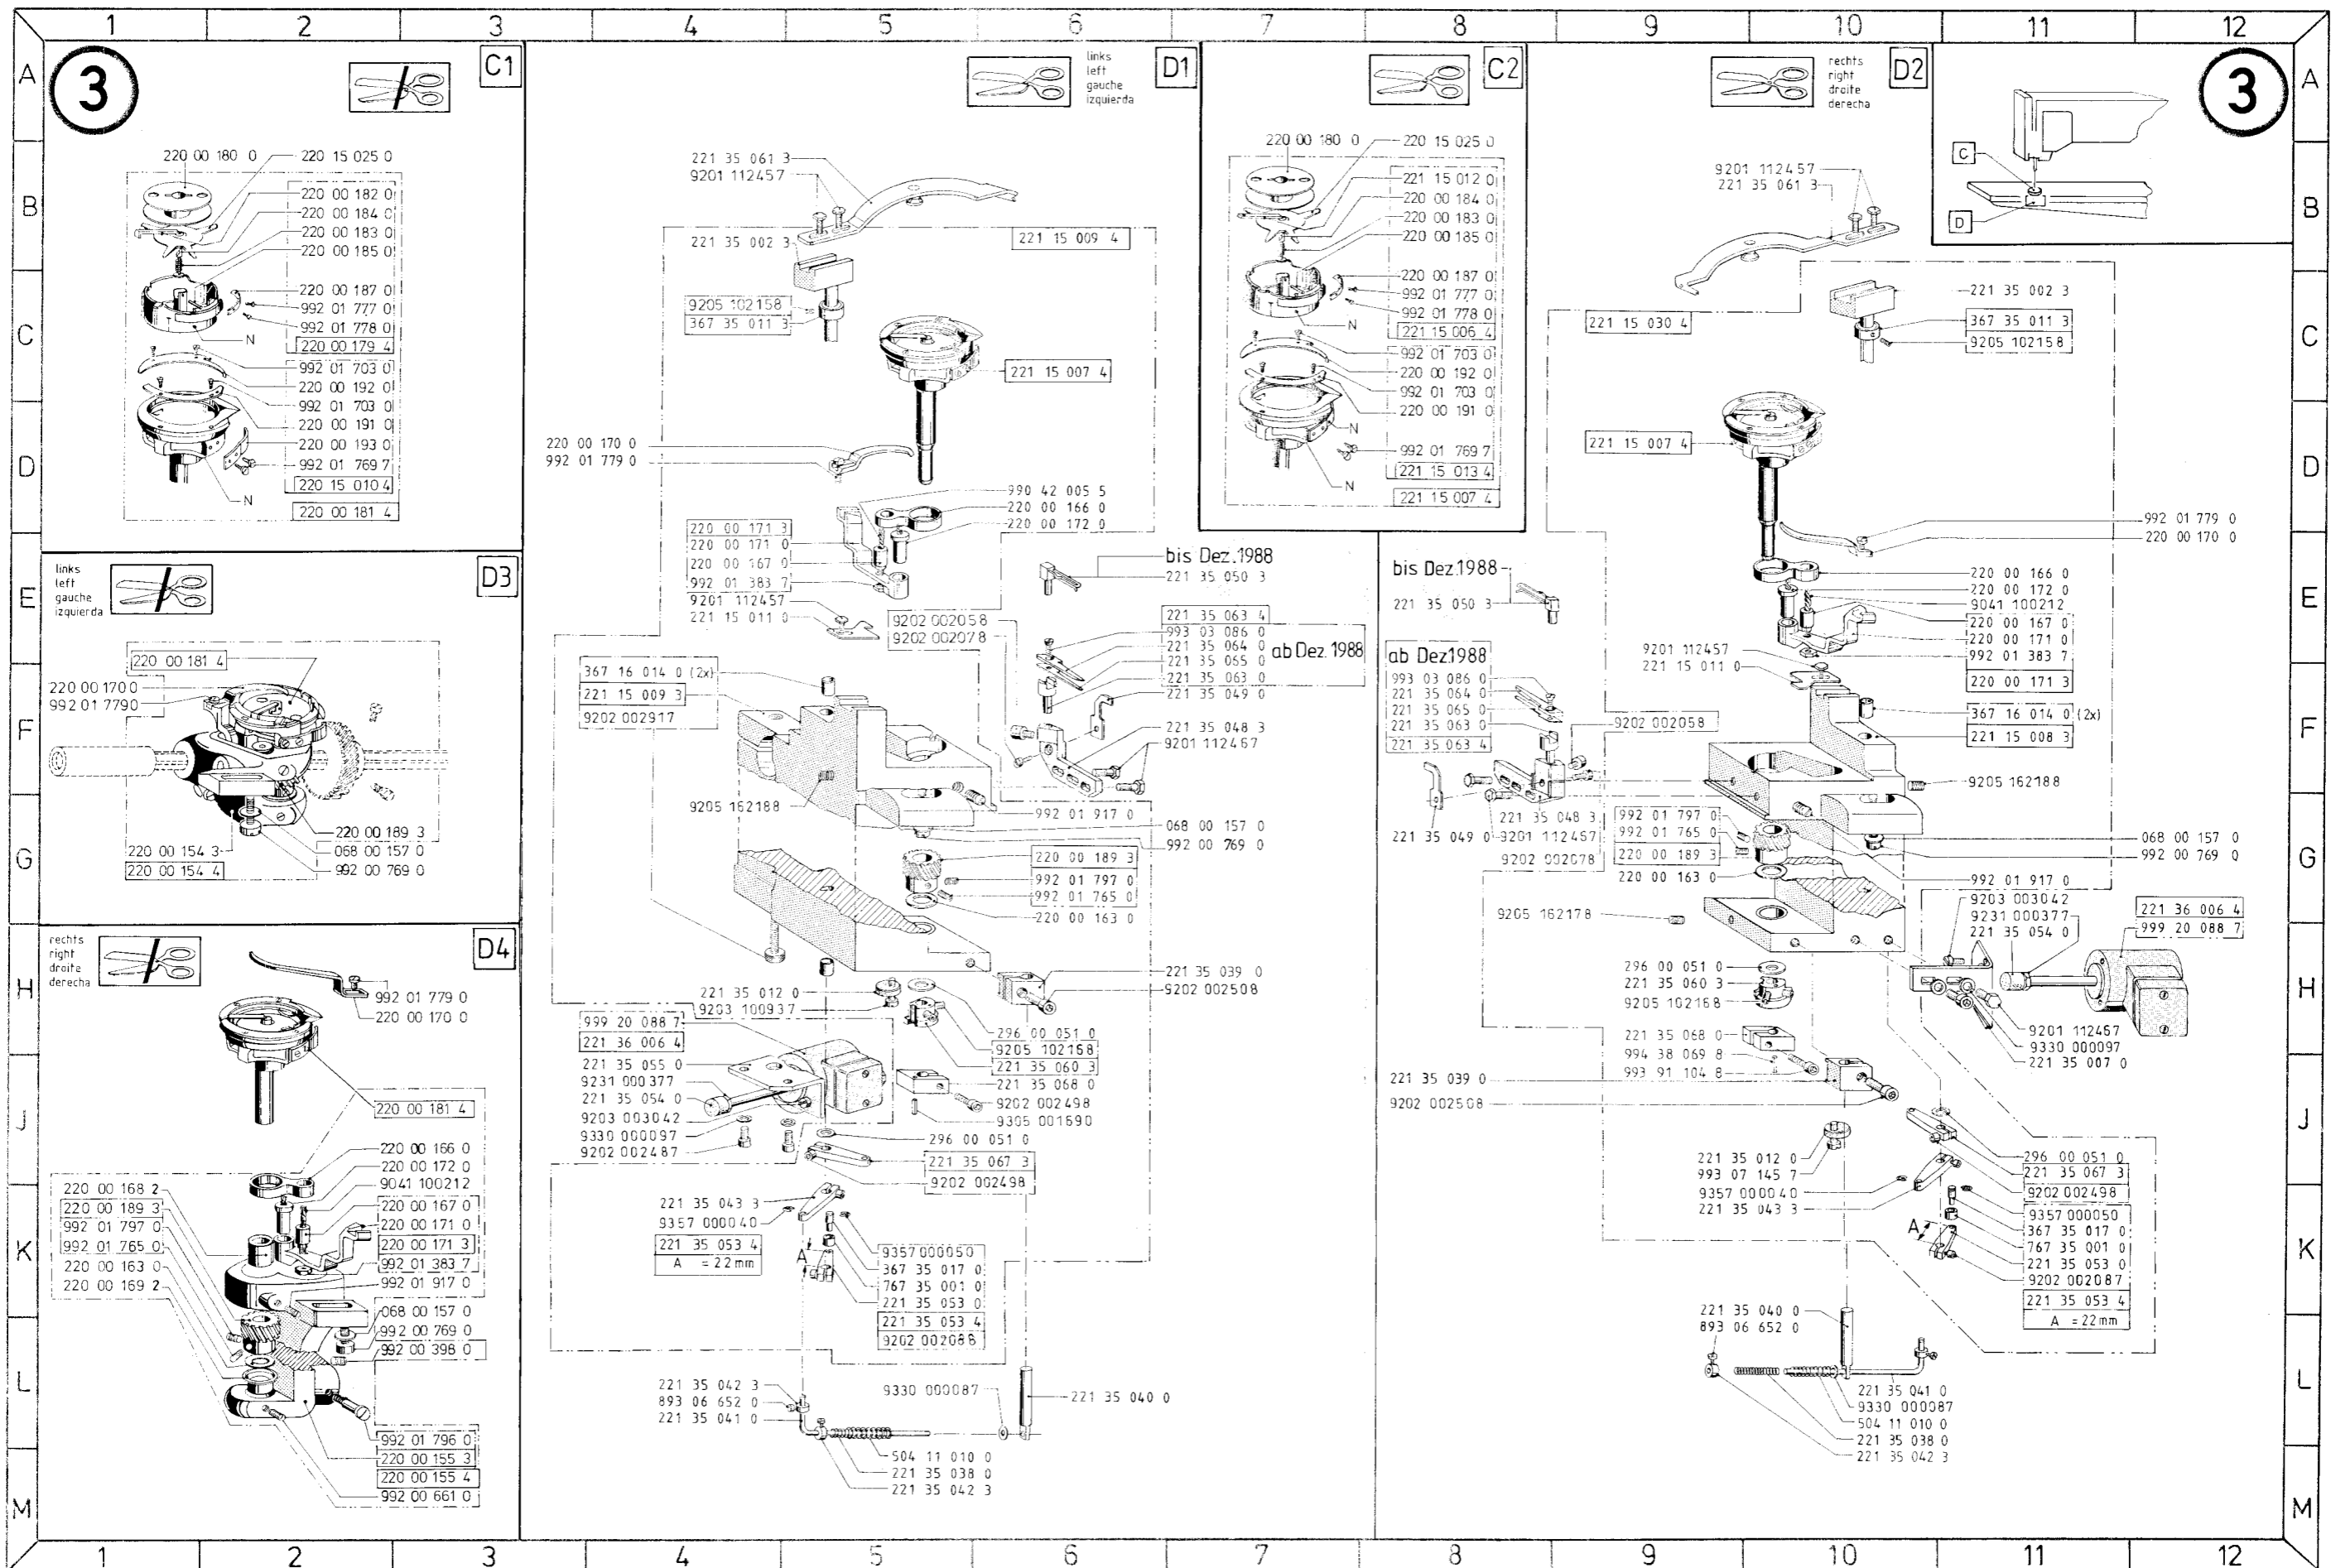 1 2 3 4 5 6 7 8 9 10 11 12
A
B
C
D
E
F
G
H
J
K
L
M
3
C1
220 00 180 0
220 15 025 0
220 00 182 0
220 00 184 0
220 00 183 0
220 00 185 0
220 00 187 0
992 01 777 0
992 01 778 0
N
220 00 179 4
992 01 703 0
220 00 192 0
992 01 703 0
220 00 191 0
220 00 193 0
992 01 769 7
220 15 010 4
N
220 00 181 4
D3
links
left
gauche
izquierda
220 00 181 4
220 00 170 0
992 01 779 0
220 00 189 3
220 00 154 3
068 00 157 0
220 00 154 4
992 00 769 0
D4
rechts
right
droite
derecha
992 01 779 0
220 00 170 0
220 00 181 4
220 00 166 0
220 00 172 0
9041 100212
220 00 167 0
220 00 171 0
220 00 171 3
992 01 383 7
992 01 917 0
220 00 168 2
220 00 189 3
992 01 797 0
992 01 765 0
220 00 163 0
220 00 169 2
068 00 157 0
992 00 769 0
992 00 398 0
992 01 796 0
220 00 155 3
220 00 155 4
992 00 661 0
D1
links
left
gauche
izquierda
221 35 061 3
9201 112457
221 35 002 3
221 15 009 4
9205 102158
367 35 011 3
221 15 007 4
220 00 170 0
992 01 779 0
990 42 005 5
220 00 166 0
220 00 172 0
220 00 171 3
220 00 171 0
220 00 167 0
992 01 383 7
9201 112457
221 15 011 0
bis Dez.1988
221 35 050 3
9202 002058
9202 002078
221 35 063 4
993 03 086 0
221 35 064 0
221 35 065 0
221 35 063 0
ab Dez. 1988
221 35 049 0
367 16 014 0 (2x)
221 15 009 3
9202 002917
221 35 048 3
9201 112467
9205 162188
992 01 917 0
068 00 157 0
992 00 769 0
220 00 189 3
992 01 797 0
992 01 765 0
220 00 163 0
221 35 039 0
9202 002508
221 35 012 0
9203 100937
999 20 088 7
221 36 006 4
296 00 051 0
9205 102168
221 35 060 3
221 35 068 0
9202 002498
9305 001690
221 35 055 0
9231 000377
221 35 054 0
9203 003042
9330 000097
9202 002487
296 00 051 0
221 35 067 3
9202 002498
221 35 043 3
9357 000040
221 35 053 4
A = 22 mm
A
9357 000050
367 35 017 0
767 35 001 0
221 35 053 0
221 35 053 4
9202 002088
221 35 042 3
893 06 652 0
221 35 041 0
9330 000087
221 35 040 0
504 11 010 0
221 35 038 0
221 35 042 3
C2
220 00 180 0
220 15 025 0
221 15 012 0
220 00 184 0
220 00 183 0
220 00 185 0
220 00 187 0
992 01 777 0
992 01 778 0
N
221 15 006 4
992 01 703 0
220 00 192 0
992 01 703 0
220 00 191 0
N
992 01 769 7
221 15 013 4
N
221 15 007 4
D2
rechts
right
droite
derecha
3
C
D
9201 112457
221 35 061 3
221 35 002 3
367 35 011 3
9205 102158
221 15 030 4
221 15 007 4
992 01 779 0
220 00 170 0
bis Dez.1988
221 35 050 3
220 00 166 0
220 00 172 0
9041 100212
220 00 167 0
220 00 171 0
992 01 383 7
220 00 171 3
9201 112457
221 15 011 0
ab Dez.1988
993 03 086 0
221 35 064 0
221 35 065 0
221 35 063 0
221 35 063 4
9202 002058
367 16 014 0 (2x)
221 15 008 3
9205 162188
221 35 048 3
221 35 049 0
9201 112467
9202 002078
992 01 797 0
992 01 765 0
220 00 189 3
220 00 163 0
068 00 157 0
992 00 769 0
992 01 917 0
9205 162178
9203 003042
9231 000377
221 35 054 0
221 36 006 4
999 20 088 7
296 00 051 0
221 35 060 3
9205 102168
221 35 068 0
994 38 069 8
993 91 104 8
9201 112467
9330 000097
221 35 007 0
221 35 039 0
9202 002508
221 35 012 0
993 07 145 7
9357 000040
221 35 043 3
296 00 051 0
221 35 067 3
9202 002498
A
9357 000050
367 35 017 0
767 35 001 0
221 35 053 0
9202 002087
221 35 053 4
A = 22 mm
221 35 040 0
893 06 652 0
221 35 041 0
9330 000087
504 11 010 0
221 35 038 0
221 35 042 3
A
B
C
D
E
F
G
H
J
K
L
M
1 2 3 4 5 6 7 8 9 10 11 12